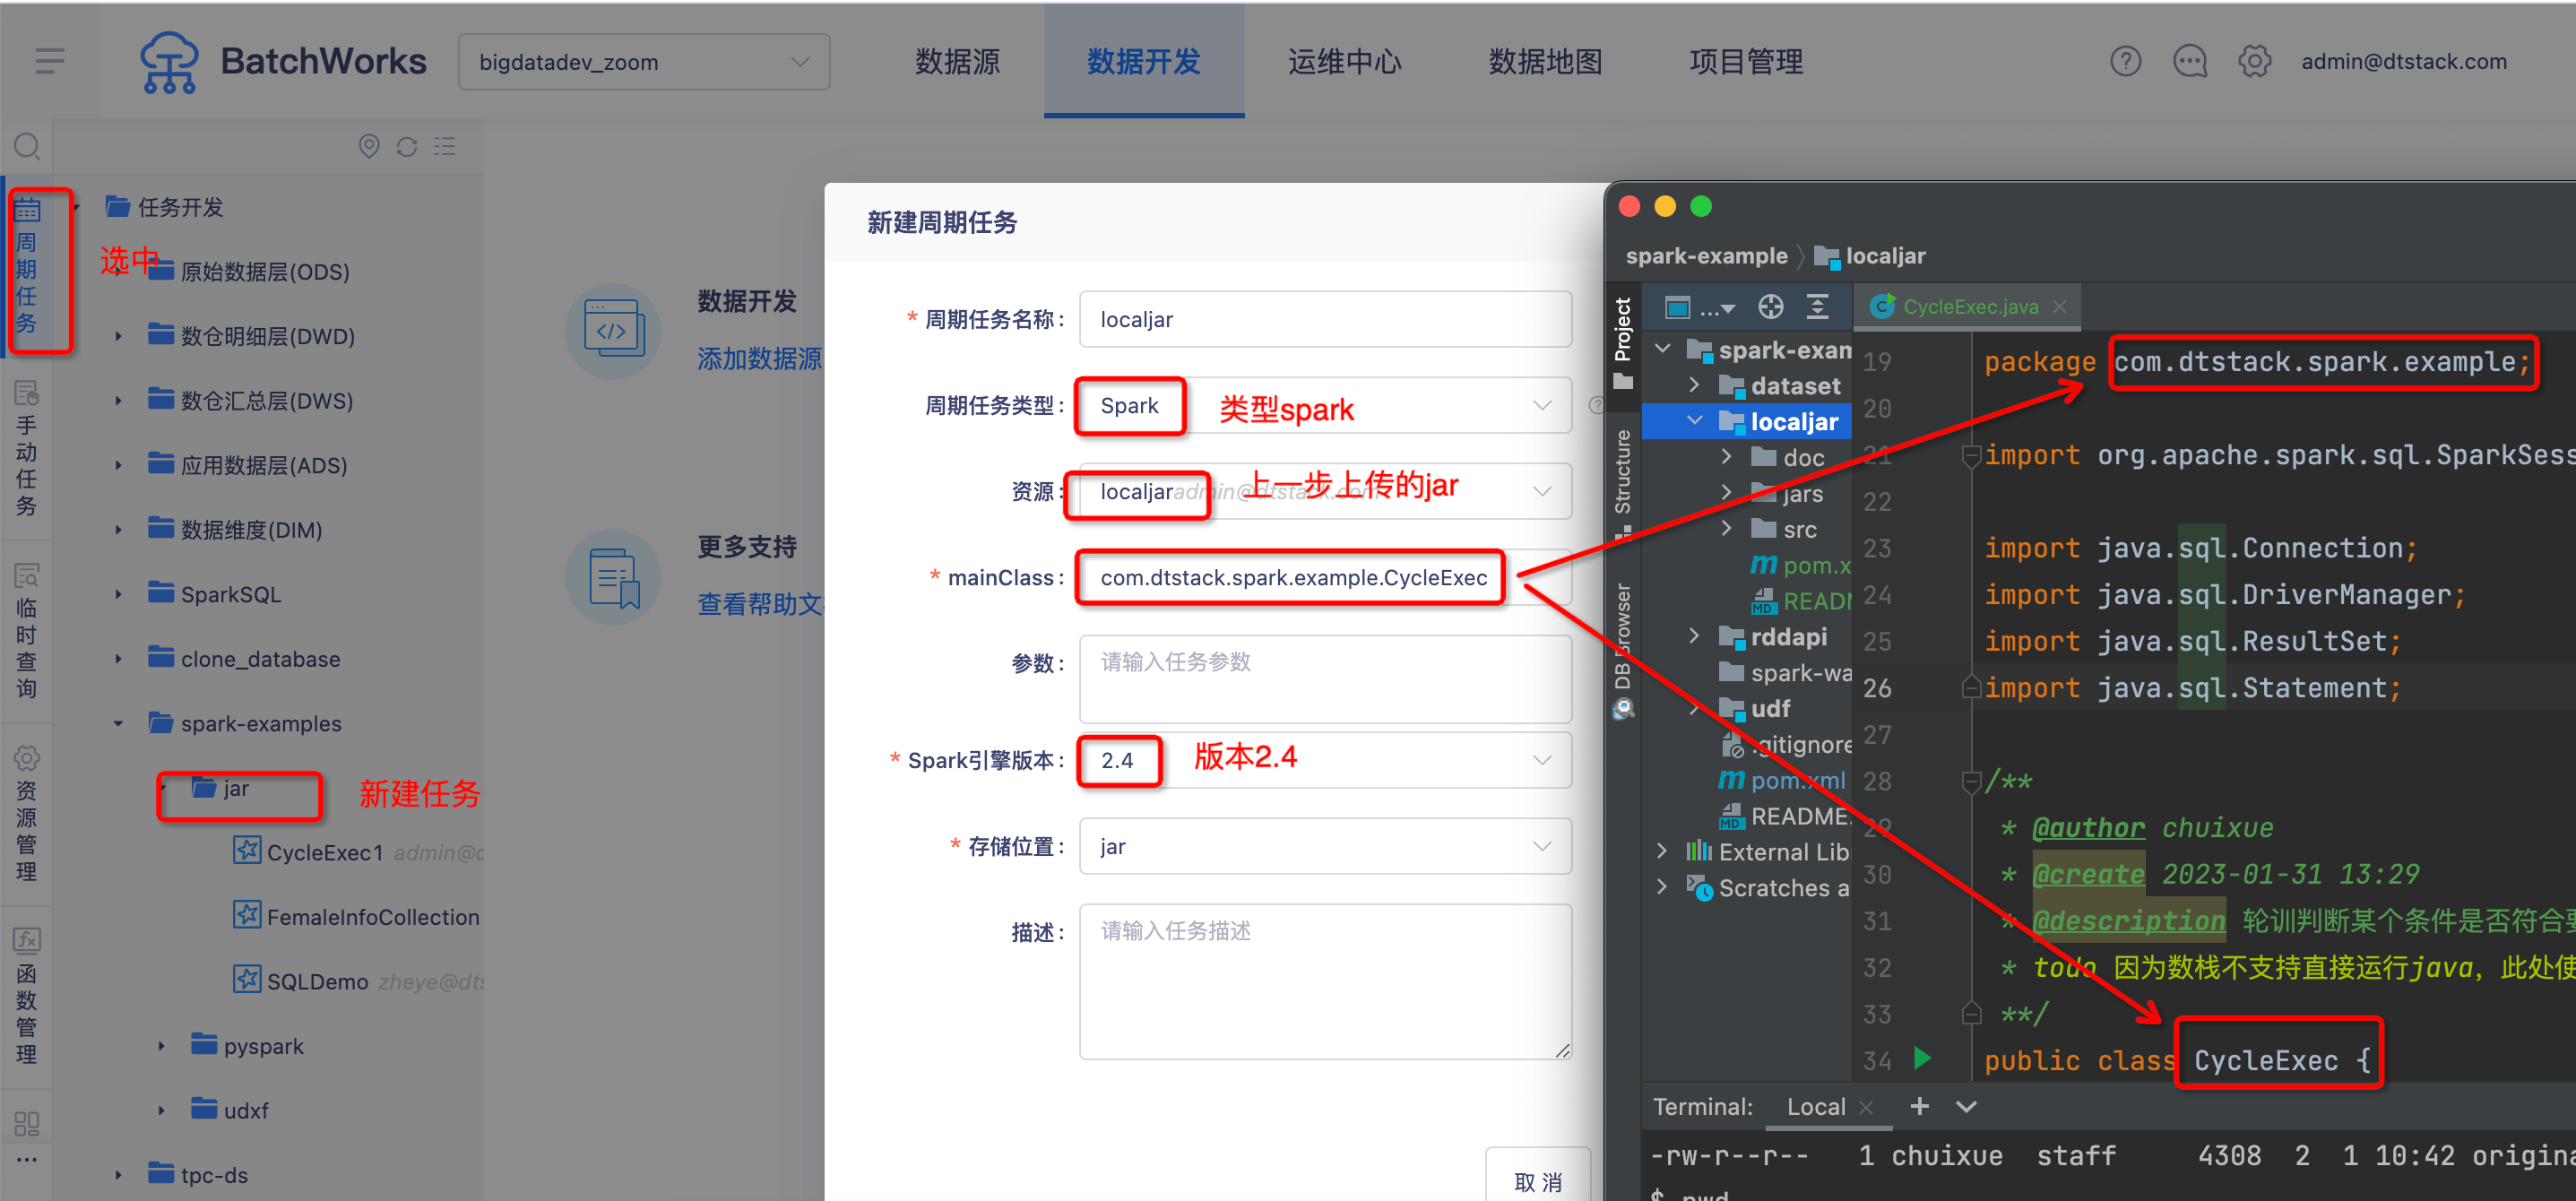 BatchWorks
bigdatadev_zoom
数据源
数据开发
运维中心
数据地图
项目管理
admin@dtstack.com
周期任务
手动任务
临时查询
资源管理
函数管理
任务开发
选中
原始数据层(ODS)
数仓明细层(DWD)
数仓汇总层(DWS)
应用数据层(ADS)
数据维度(DIM)
SparkSQL
clone_database
spark-examples
jar
新建任务
CycleExec1 admin@
FemaleInfoCollection
SQLDemo zheye@dts
pyspark
udxf
tpc-ds
数据开发
添加数据源
更多支持
查看帮助文
新建周期任务
* 周期任务名称: localjar
周期任务类型: Spark
类型spark
资源: localjar admin@dtstack.com
上一步上传的jar
* mainClass: com.dtstack.spark.example.CycleExec
参数: 请输入任务参数
* Spark引擎版本: 2.4
版本2.4
* 存储位置: jar
描述: 请输入任务描述
取 消
spark-example
localjar
Project
Structure
DB Browser
...
CycleExec.java
spark-exam
dataset
localjar
doc
jars
src
pom.x
READ
rddapi
spark-wa
udf
.gitignore
pom.xml
README.
External Lib
Scratches a
19 package com.dtstack.spark.example;
20
21 import org.apache.spark.sql.SparkSess
22
23 import java.sql.Connection;
24 import java.sql.DriverManager;
25 import java.sql.ResultSet;
26 import java.sql.Statement;
27
28 /**
29 * @author chuixue
30 * @create 2023-01-31 13:29
31 * @description 轮训判断某个条件是否符合要
32 * todo 因为数栈不支持直接运行java，此处使
33 **/
34 public class CycleExec {
Terminal: Local
-rw-r--r-- 1 chuixue staff 4308 2 1 10:42 origina
$ pwd